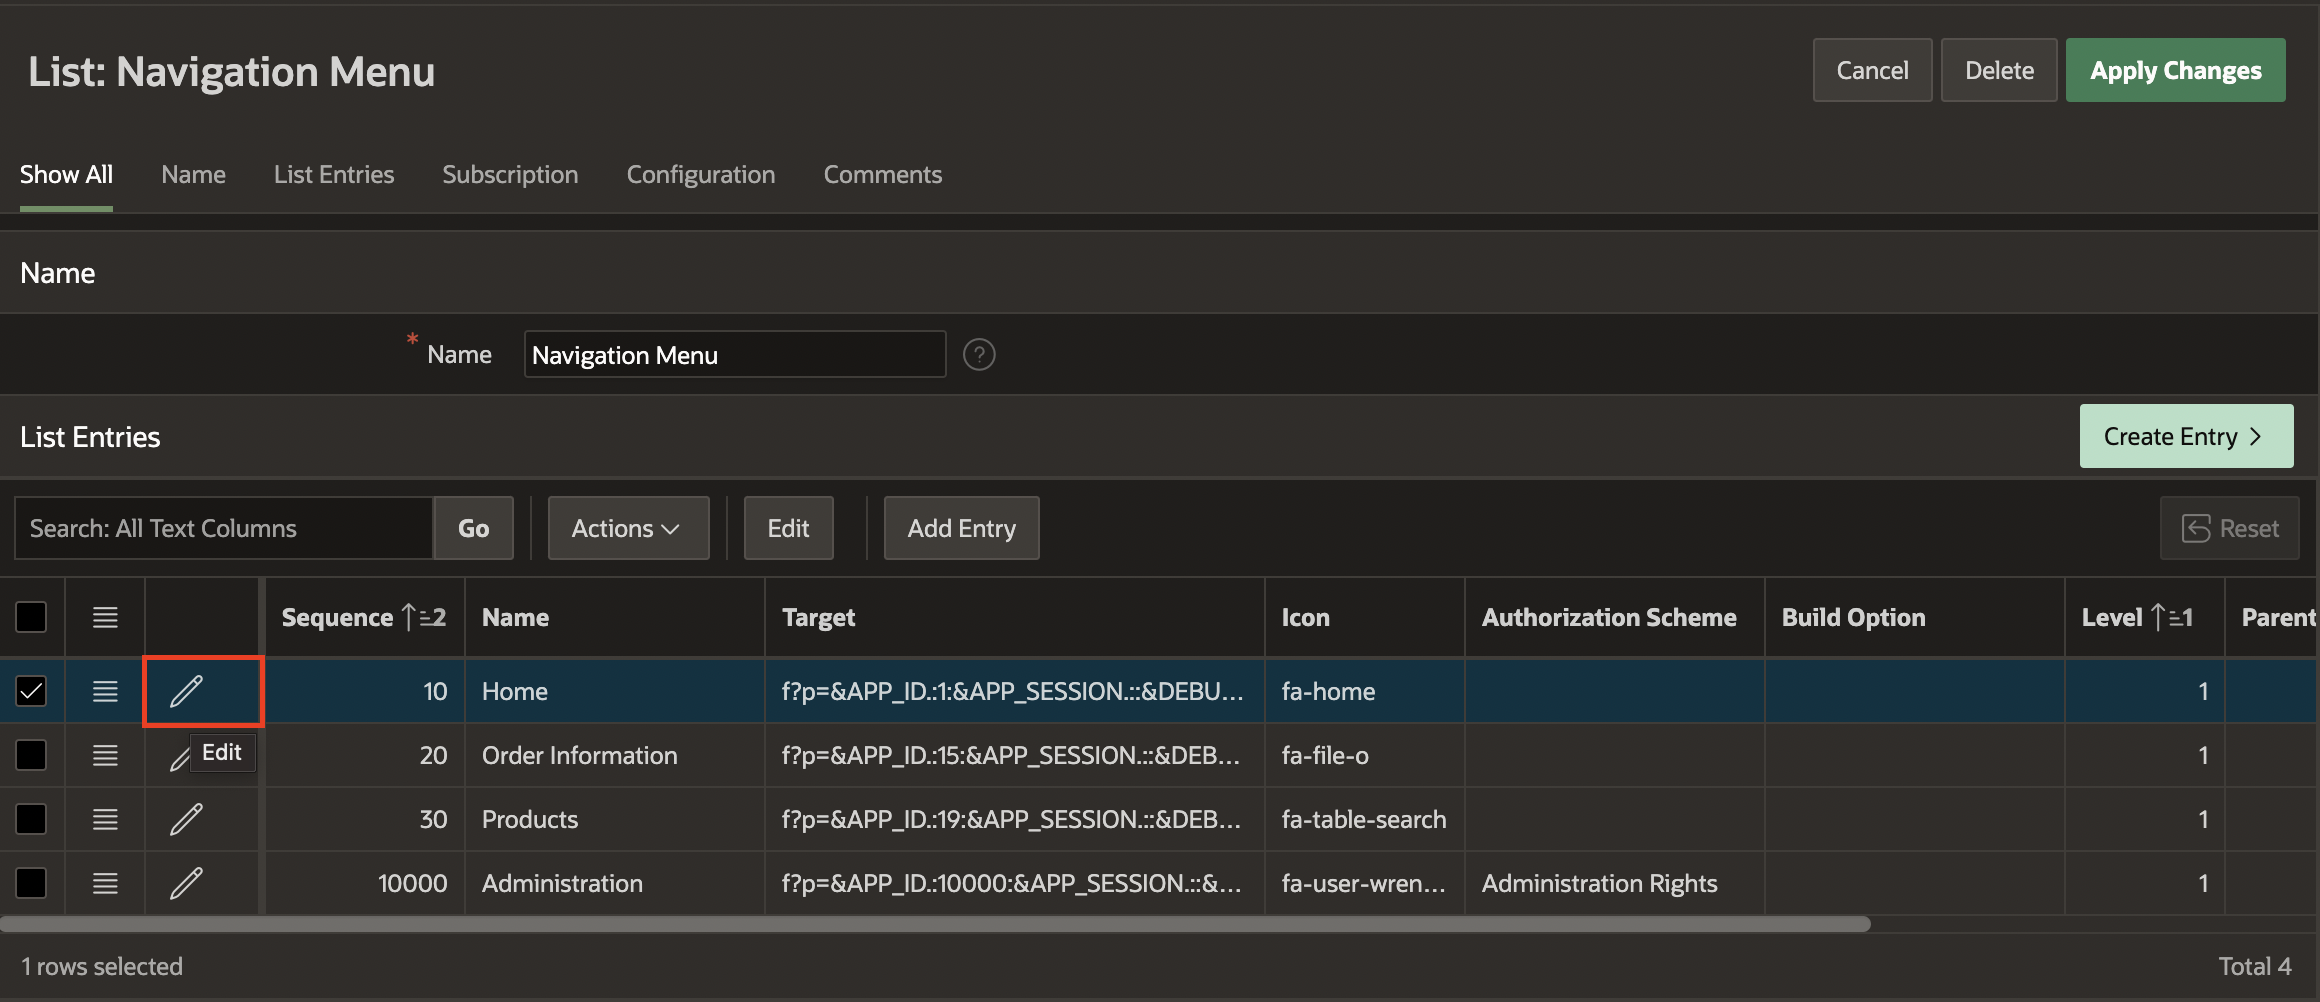 List: Navigation Menu
Cancel Delete Apply Changes
Show All Name List Entries Subscription Configuration Comments
Name
* Name Navigation Menu ?
List Entries Create Entry >
Search: All Text Columns Go Actions Edit Add Entry Reset
Sequence 2 Name Target Icon Authorization Scheme Build Option Level 1 Parent
10 Home f?p=&APP_ID.:1:&APP_SESSION.::&DEBU... fa-home 1
Edit
20 Order Information f?p=&APP_ID.:15:&APP_SESSION.::&DEB... fa-file-o 1
30 Products f?p=&APP_ID.:19:&APP_SESSION.::&DEB... fa-table-search 1
10000 Administration f?p=&APP_ID.:10000:&APP_SESSION.::&... fa-user-wren... Administration Rights 1
1 rows selected Total 4